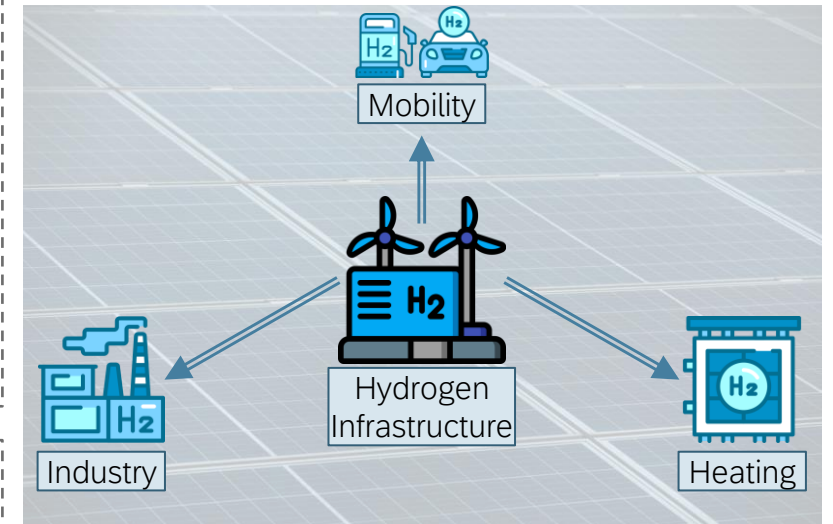 H2
H2
Mobility
H2
Hydrogen
Infrastructure
H2
Industry
H2
Heating